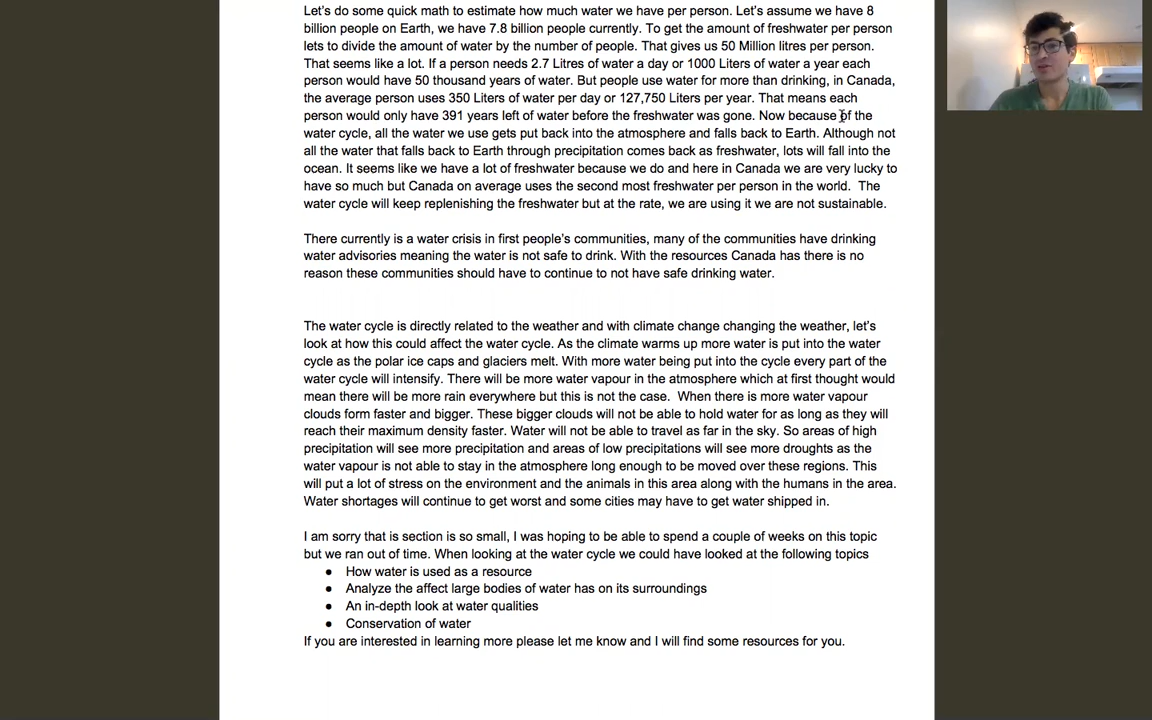 Let's do some quick math to estimate how much water we have per person. Let's assume we have 8
billion people on Earth, we have 7.8 billion people currently. To get the amount of freshwater per person
lets to divide the amount of water by the number of people. That gives us 50 Million litres per person.
That seems like a lot. If a person needs 2.7 Litres of water a day or 1000 Liters of water a year each
person would have 50 thousand years of water. But people use water for more than drinking, in Canada,
the average person uses 350 Liters of water per day or 127,750 Liters per year. That means each
person would only have 391 years left of water before the freshwater was gone. Now because of the
water cycle, all the water we use gets put back into the atmosphere and falls back to Earth. Although not
all the water that falls back to Earth through precipitation comes back as freshwater, lots will fall into the
ocean. It seems like we have a lot of freshwater because we do and here in Canada we are very lucky to
have so much but Canada on average uses the second most freshwater per person in the world. The
water cycle will keep replenishing the freshwater but at the rate, we are using it we are not sustainable.
There currently is a water crisis in first people's communities, many of the communities have drinking
water advisories meaning the water is not safe to drink. With the resources Canada has there is no
reason these communities should have to continue to not have safe drinking water.
The water cycle is directly related to the weather and with climate change changing the weather, let's
look at how this could affect the water cycle. As the climate warms up more water is put into the water
cycle as the polar ice caps and glaciers melt. With more water being put into the cycle every part of the
water cycle will intensify. There will be more water vapour in the atmosphere which at first thought would
mean there will be more rain everywhere but this is not the case. When there is more water vapour
clouds form faster and bigger. These bigger clouds will not be able to hold water for as long as they will
reach their maximum density faster. Water will not be able to travel as far in the sky. So areas of high
precipitation will see more precipitation and areas of low precipitations will see more droughts as the
water vapour is not able to stay in the atmosphere long enough to be moved over these regions. This
will put a lot of stress on the environment and the animals in this area along with the humans in the area.
Water shortages will continue to get worst and some cities may have to get water shipped in.
I am sorry that is section is so small, I was hoping to be able to spend a couple of weeks on this topic
but we ran out of time. When looking at the water cycle we could have looked at the following topics
● How water is used as a resource
● Analyze the affect large bodies of water has on its surroundings
● An in-depth look at water qualities
● Conservation of water
If you are interested in learning more please let me know and I will find some resources for you.